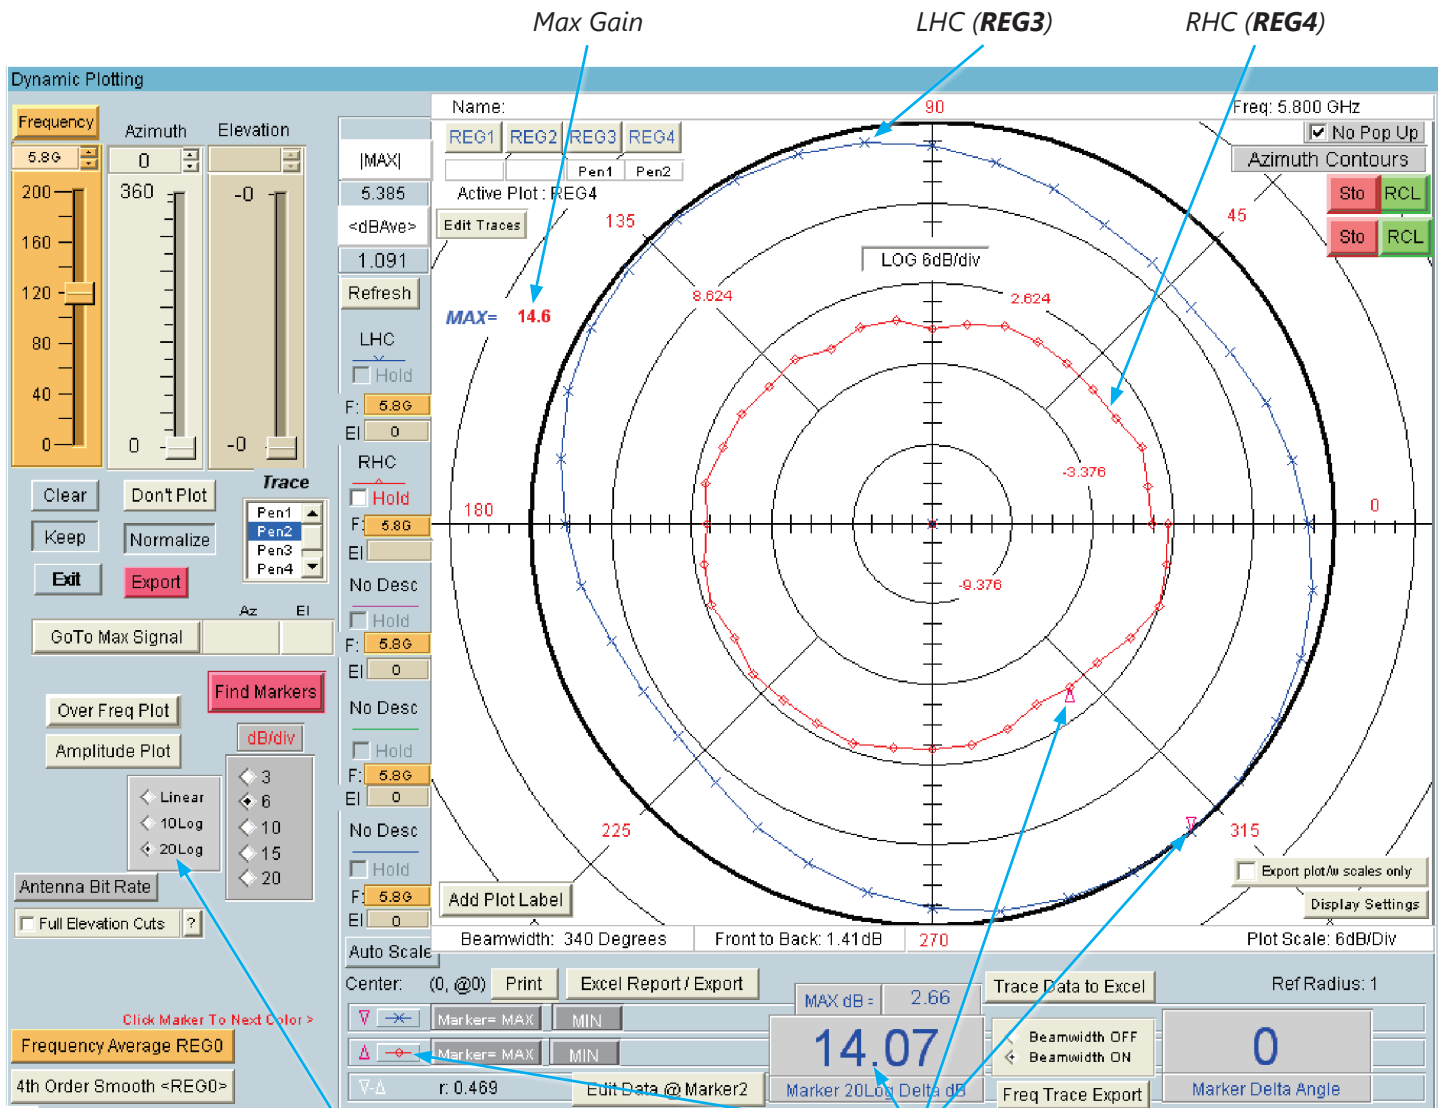 Max Gain
LHC (REG3)
RHC (REG4)
Dynamic Plotting
Frequency
Azimuth
Elevation
5.8G
0
200
160
120
80
40
0
360
0
-0
-0
|MAX|
5.385
<dBAve>
1.091
Refresh
LHC
Hold
F: 5.8G
El 0
RHC
Hold
F: 5.8G
El
No Desc
Hold
F: 5.8G
El 0
No Desc
Hold
F: 5.8G
El 0
No Desc
Hold
F: 5.8G
El 0
Auto Scale
Clear
Don't Plot
Keep
Normalize
Exit
Export
Trace
Pen1
Pen2
Pen3
Pen4
Az El
GoTo Max Signal
Find Markers
Over Freq Plot
Amplitude Plot
dB/div
3
6
10
15
20
Linear
10Log
20Log
Antenna Bit Rate
Full Elevation Cuts ?
Click Marker To Next Color >
Frequency Average REG0
4th Order Smooth <REG0>
Name:
90
Freq: 5.800 GHz
REG1 REG2 REG3 REG4
Pen1 Pen2
No Pop Up
Azimuth Contours
Active Plot : REG4
Sto RCL
Edit Traces
135
45
Sto RCL
LOG 6dB/div
8.624
2.624
MAX= 14.6
-3.376
180
0
-9.376
225
315
Export plot/w scales only
Add Plot Label
Display Settings
Beamwidth: 340 Degrees
Front to Back: 1.41dB
270
Plot Scale: 6dB/Div
Center: (0, @0)
Print
Excel Report / Export
MAX dB = 2.66
Trace Data to Excel
Ref Radius: 1
Marker= MAX MIN
Marker= MAX MIN
r: 0.469
Edit Data @ Marker2
14.07
Marker 20Log Delta dB
Beamwidth OFF
Beamwidth ON
Freq Trace Export
0
Marker Delta Angle